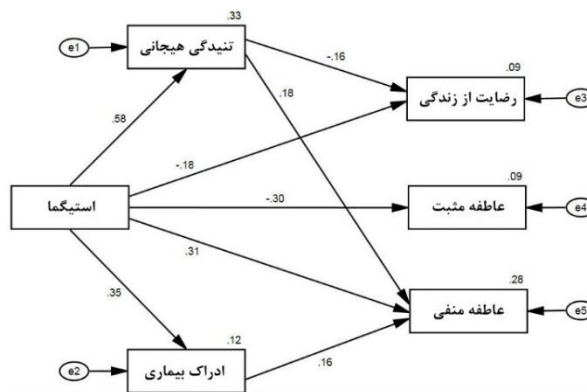 .33
e1
تنیدگی هیجانی
-.16
.09
.18
رضایت از زندگی
e3
.58
-.18
.09
استیگما
-.30
عاطفه مثبت
e4
.31
.28
.35
عاطفه منفی
e5
.12
.16
e2
ادراک بیماری